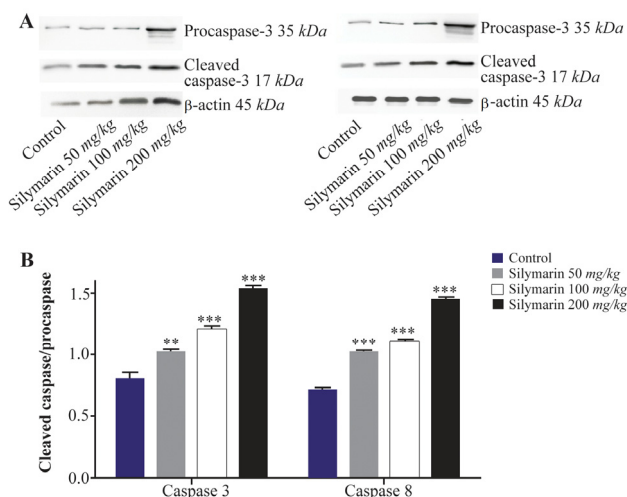 A
Procaspase-3 35 kDa
Cleaved
caspase-3 17 kDa
β-actin 45 kDa
Control
Silymarin 50 mg/kg
Silymarin 100 mg/kg
Silymarin 200 mg/kg
Procaspase-3 35 kDa
Cleaved
caspase-3 17 kDa
β-actin 45 kDa
Control
Silymarin 50 mg/kg
Silymarin 100 mg/kg
Silymarin 200 mg/kg
B
Control
Silymarin 50 mg/kg
Silymarin 100 mg/kg
Silymarin 200 mg/kg
Cleaved caspase/procaspase
1.5
1.0
0.5
0.0
** *** ***
*** *** ***
Caspase 3 Caspase 8